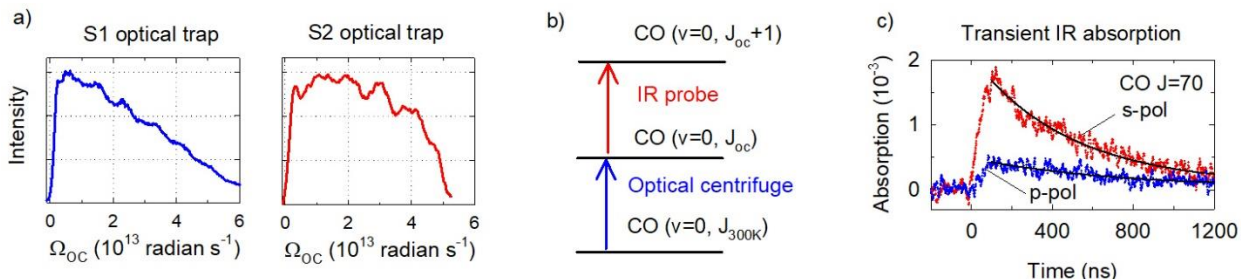 a)
S1 optical trap
S2 optical trap
Intensity
0 2 4 6
0 2 4 6
Ω_OC (10^13 radian s^-1)
Ω_OC (10^13 radian s^-1)
b)
CO (v=0, J_oc+1)
IR probe
CO (v=0, J_oc)
Optical centrifuge
CO (v=0, J_300K)
c)
Transient IR absorption
Absorption (10^-3)
2
1
0
CO J=70
s-pol
p-pol
0 400 800 1200
Time (ns)